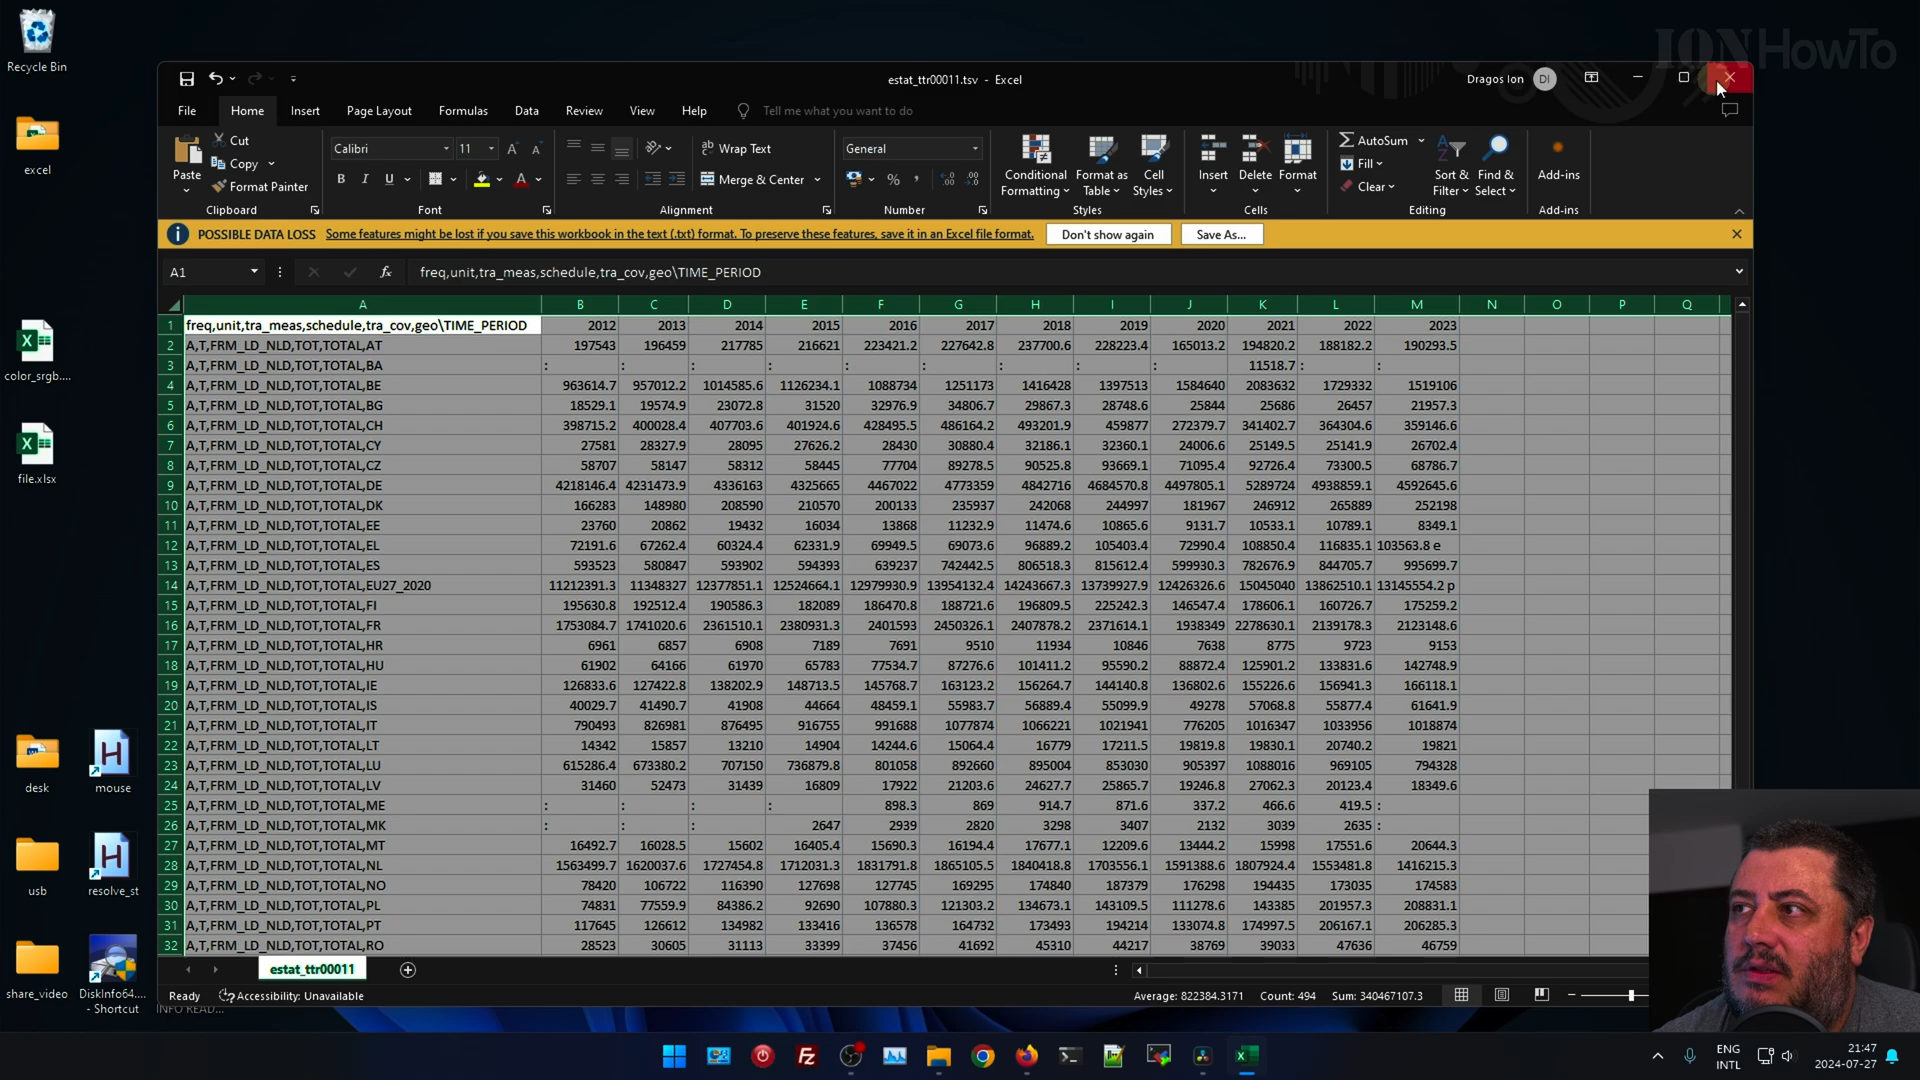 Recycle Bin
IONHowTo
estat_ttr00011.tsv - Excel
Dragos Ion DI
File Home Insert Page Layout Formulas Data Review View Help Tell me what you want to do
Paste Cut Copy Format Painter Clipboard
Calibri 11 A A B I U A Font
ab Wrap Text Merge & Center Alignment
General % , Number
Conditional Formatting Format as Table Cell Styles Styles
Insert Delete Format Cells
AutoSum Fill Clear Sort & Filter Find & Select Editing
Add-ins Add-ins
POSSIBLE DATA LOSS Some features might be lost if you save this workbook in the text (.txt) format. To preserve these features, save it in an Excel file format. Don't show again Save As...
A1 fx freq,unit,tra_meas,schedule,tra_cov,geo\TIME_PERIOD
A B C D E F G H I J K L M N O P Q
1 freq,unit,tra_meas,schedule,tra_cov,geo\TIME_PERIOD 2012 2013 2014 2015 2016 2017 2018 2019 2020 2021 2022 2023
2 A,T,FRM_LD_NLD,TOT,TOTAL,AT 197543 196459 217785 216621 223421.2 227642.8 237700.6 228223.4 165013.2 194820.2 188182.2 190293.5
3 A,T,FRM_LD_NLD,TOT,TOTAL,BA : : : : : : : : : 11518.7 : :
4 A,T,FRM_LD_NLD,TOT,TOTAL,BE 963614.7 957012.2 1014585.6 1126234.1 1088734 1251173 1416428 1397513 1584640 2083632 1729332 1519106
5 A,T,FRM_LD_NLD,TOT,TOTAL,BG 18529.1 19574.9 23072.8 31520 32976.9 34806.7 29867.3 28748.6 25844 25686 26457 21957.3
6 A,T,FRM_LD_NLD,TOT,TOTAL,CH 398715.2 400028.4 407703.6 401924.6 428495.5 486164.2 493201.9 459877 272379.7 341402.7 364304.6 359146.6
7 A,T,FRM_LD_NLD,TOT,TOTAL,CY 27581 28327.9 28095 27626.2 28430 30880.4 32186.1 32360.1 24006.6 25149.5 25141.9 26702.4
8 A,T,FRM_LD_NLD,TOT,TOTAL,CZ 58707 58147 58312 58445 77704 89278.5 90525.8 93669.1 71095.4 92726.4 73300.5 68786.7
9 A,T,FRM_LD_NLD,TOT,TOTAL,DE 4218146.4 4231473.9 4336163 4325665 4467022 4773359 4842716 4684570.8 4497805.1 5289724 4938859.1 4592645.6
10 A,T,FRM_LD_NLD,TOT,TOTAL,DK 166283 148980 208590 210570 200133 235937 242068 244997 181967 246912 265889 252198
11 A,T,FRM_LD_NLD,TOT,TOTAL,EE 23760 20862 19432 16034 13868 11232.9 11474.6 10865.6 9131.7 10533.1 10789.1 8349.1
12 A,T,FRM_LD_NLD,TOT,TOTAL,EL 72191.6 67262.4 60324.4 62331.9 69949.5 69073.6 96889.2 105403.4 72990.4 108850.4 116835.1 103563.8 e
13 A,T,FRM_LD_NLD,TOT,TOTAL,ES 593523 580847 593902 594393 639237 742442.5 806518.3 815612.4 599930.3 782676.9 844705.7 995699.7
14 A,T,FRM_LD_NLD,TOT,TOTAL,EU27_2020 11212391.3 11348327 12377851.1 12524664.1 12979930.9 13954132.4 14243667.3 13739927.9 12426326.6 15045040 13862510.1 13145554.2 p
15 A,T,FRM_LD_NLD,TOT,TOTAL,FI 195630.8 192512.4 190586.3 182089 186470.8 188721.6 196809.5 225242.3 146547.4 178606.1 160726.7 175259.2
16 A,T,FRM_LD_NLD,TOT,TOTAL,FR 1753084.7 1741020.6 2361510.1 2380931.3 2401593 2450326.1 2407878.2 2371614.1 1938349 2278630.1 2139178.3 2123148.6
17 A,T,FRM_LD_NLD,TOT,TOTAL,HR 6961 6857 6908 7189 7691 9510 11934 10846 7638 8775 9723 9153
18 A,T,FRM_LD_NLD,TOT,TOTAL,HU 61902 64166 61970 65783 77534.7 87276.6 101411.2 95590.2 88872.4 125901.2 133831.6 142748.9
19 A,T,FRM_LD_NLD,TOT,TOTAL,IE 126833.6 127422.8 138202.9 148713.5 145768.7 163123.2 156264.7 144140.8 136802.6 155226.6 156941.3 166118.1
20 A,T,FRM_LD_NLD,TOT,TOTAL,IS 40029.7 41490.7 41908 44664 48459.1 55983.7 56889.4 55099.9 49278 57068.8 55877.4 61641.9
21 A,T,FRM_LD_NLD,TOT,TOTAL,IT 790493 826981 876495 916755 991688 1077874 1066221 1021941 776205 1016347 1033956 1018874
22 A,T,FRM_LD_NLD,TOT,TOTAL,LT 14342 15857 13210 14904 14244.6 15064.4 16779 17211.5 19819.8 19830.1 20740.2 19821
23 A,T,FRM_LD_NLD,TOT,TOTAL,LU 615286.4 673380.2 707150 736879.8 801058 892660 895004 853030 905397 1088016 969105 794328
24 A,T,FRM_LD_NLD,TOT,TOTAL,LV 31460 52473 31439 16809 17922 21203.6 24627.7 25865.7 19246.8 27062.3 20123.4 18349.6
25 A,T,FRM_LD_NLD,TOT,TOTAL,ME : : : : 898.3 869 914.7 871.6 337.2 466.6 419.5 :
26 A,T,FRM_LD_NLD,TOT,TOTAL,MK : : : 2647 2939 2820 3298 3407 2132 3039 2635 :
27 A,T,FRM_LD_NLD,TOT,TOTAL,MT 16492.7 16028.5 15602 16405.4 15690.3 16194.4 17677.1 12209.6 13444.2 15998 17551.6 20644.3
28 A,T,FRM_LD_NLD,TOT,TOTAL,NL 1563499.7 1620037.6 1727454.8 1712031.3 1831791.8 1865105.5 1840418.8 1703556.1 1591388.6 1807924.4 1553481.8 1416215.3
29 A,T,FRM_LD_NLD,TOT,TOTAL,NO 78420 106722 116390 127698 127745 169295 174840 187379 176298 194435 173035 174583
30 A,T,FRM_LD_NLD,TOT,TOTAL,PL 74831 77559.9 84386.2 92690 107880.3 121303.2 134673.1 143109.5 111278.6 143385 201957.3 208831.1
31 A,T,FRM_LD_NLD,TOT,TOTAL,PT 117645 126612 134982 133416 136578 164732 173493 194214 133074.8 174997.5 206167.1 206285.3
32 A,T,FRM_LD_NLD,TOT,TOTAL,RO 28523 30605 31113 33399 37456 41692 45310 44217 38769 39033 47636 46759
estat_ttr00011
Ready Accessibility: Unavailable Average: 822384.3171 Count: 494 Sum: 340467107.3
excel
color_srgb....
file.xlsx
desk mouse
usb resolve_st
share_video DiskInfo64.... - Shortcut
INFO READ...
ENG INTL
21:47
2024-07-27